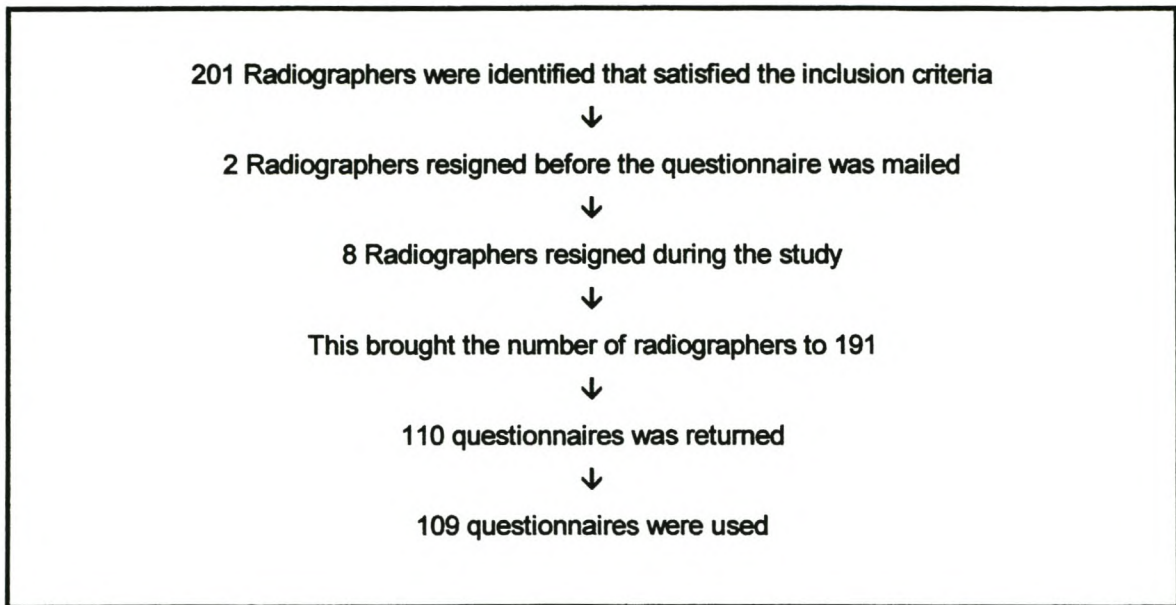 201 Radiographers were identified that satisfied the inclusion criteria
↓
2 Radiographers resigned before the questionnaire was mailed
↓
8 Radiographers resigned during the study
↓
This brought the number of radiographers to 191
↓
110 questionnaires was returned
↓
109 questionnaires were used